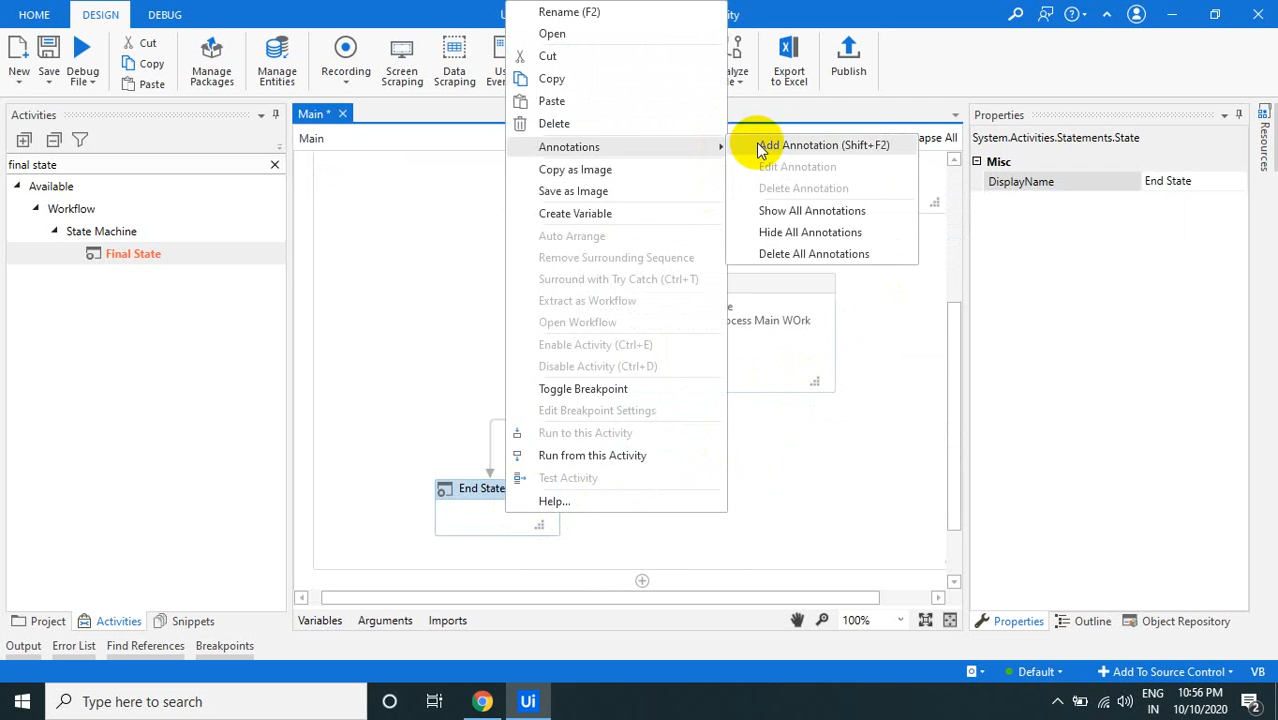 HOME
DESIGN
DEBUG
New
Save
Debug
File
Cut
Copy
Paste
Manage
Packages
Manage
Entities
Recording
Screen
Scraping
Data
Scraping
Export
to Excel
Publish
Activities
final state
Available
Workflow
State Machine
Final State
Main *
Main
Rename (F2)
Open
Cut
Copy
Paste
Delete
Annotations
Copy as Image
Save as Image
Create Variable
Auto Arrange
Remove Surrounding Sequence
Surround with Try Catch (Ctrl+T)
Extract as Workflow
Open Workflow
Enable Activity (Ctrl+E)
Disable Activity (Ctrl+D)
Toggle Breakpoint
Edit Breakpoint Settings
Run to this Activity
Run from this Activity
Test Activity
Help...
Add Annotation (Shift+F2)
Edit Annotation
Delete Annotation
Show All Annotations
Hide All Annotations
Delete All Annotations
All
Main WOrk
End State
Properties
System.Activities.Statements.State
Misc
DisplayName
End State
Project
Activities
Snippets
Variables
Arguments
Imports
100%
Properties
Outline
Object Repository
Resources
Output
Error List
Find References
Breakpoints
Default
Add To Source Control
VB
Type here to search
Ui
ENG
IN
10:56 PM
10/10/2020
2